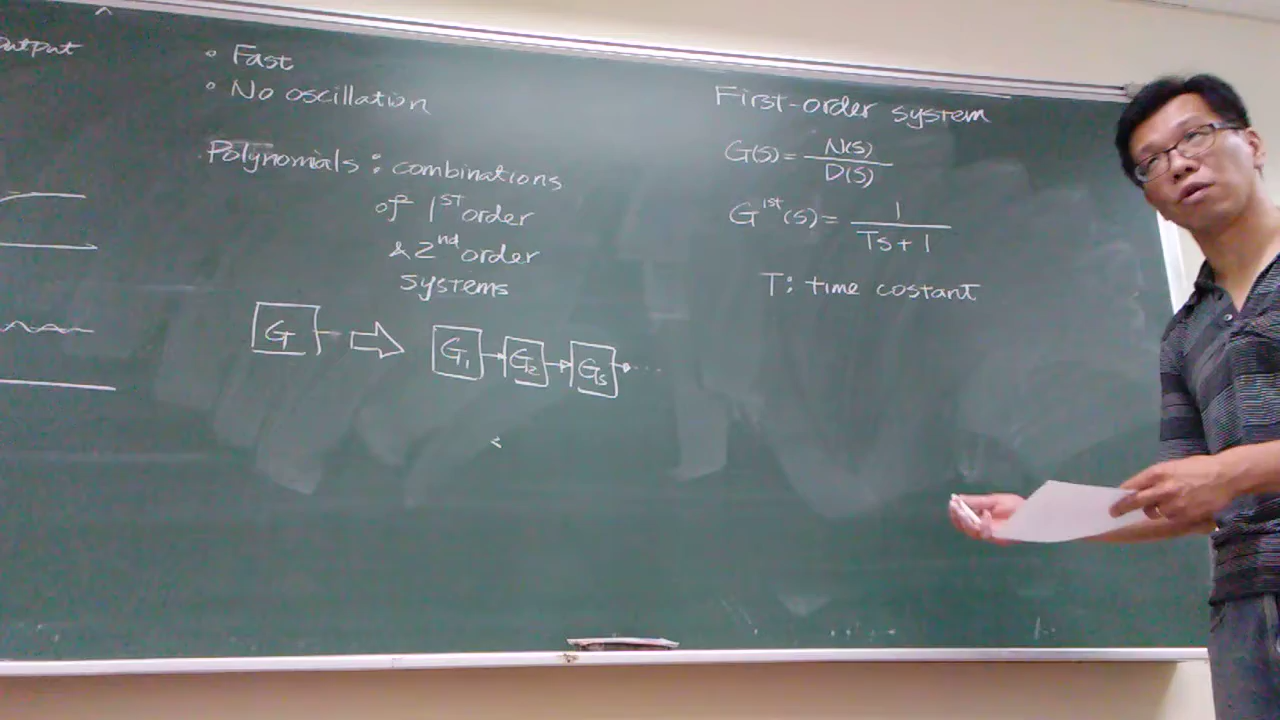 output
• Fast
• No oscillation
Polynomials : combinations
of 1ST order
& 2nd order
systems
G ⇒ G1 → G2 → G3 → ...
First-order system
G(s) = N(s) / D(s)
G1st(s) = 1 / Ts + 1
T : time costant